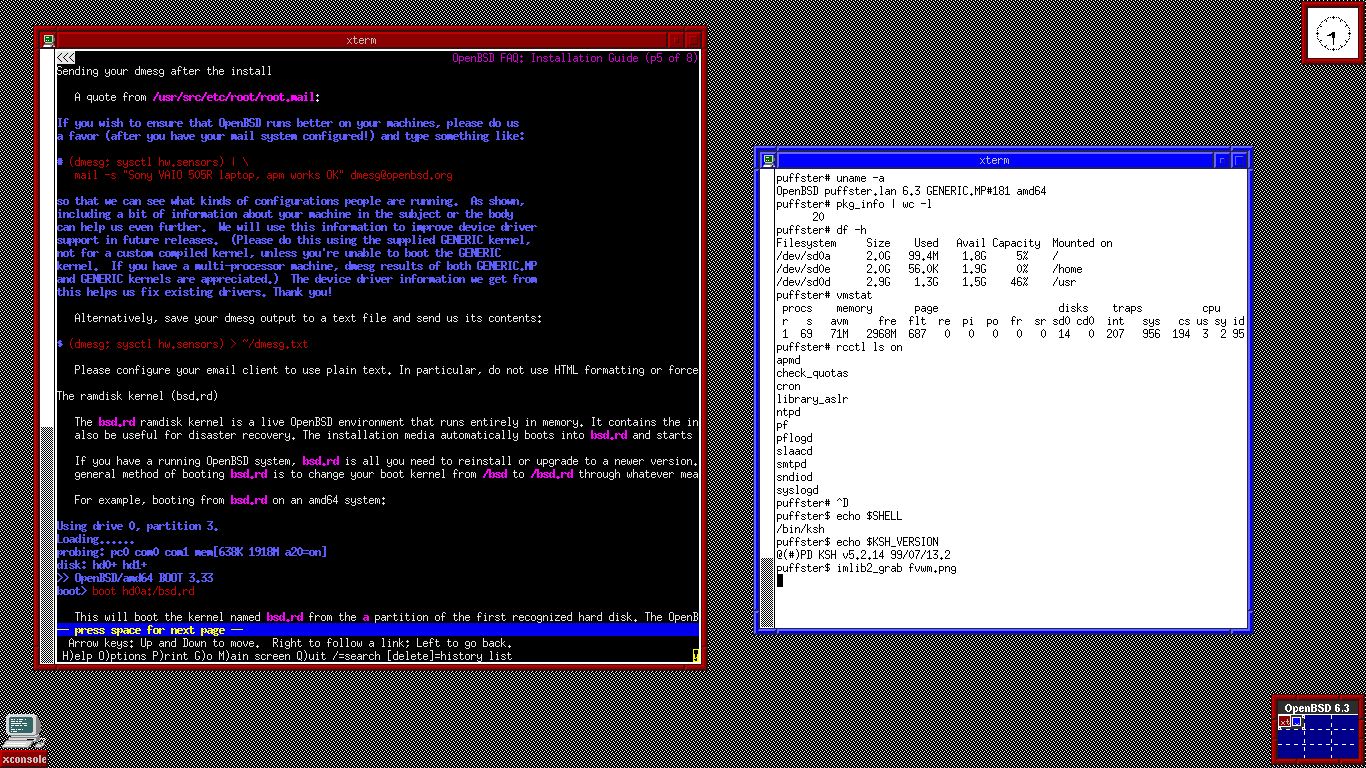 xterm
<<<
OpenBSD FAQ: Installation Guide (p5 of 8)
Sending your dmesg after the install
A quote from /usr/src/etc/root/root.mail:
If you wish to ensure that OpenBSD runs better on your machines, please do us
a favor (after you have your mail system configured!) and type something like:
# (dmesg; sysctl hw.sensors) | \
mail -s "Sony VAIO 505R laptop, apm works OK" dmesg@openbsd.org
so that we can see what kinds of configurations people are running.  As shown,
including a bit of information about your machine in the subject or the body
can help us even further.  We will use this information to improve device driver
support in future releases.  (Please do this using the supplied GENERIC kernel,
not for a custom compiled kernel, unless you're unable to boot the GENERIC
kernel.  If you have a multi-processor machine, dmesg results of both GENERIC.MP
and GENERIC kernels are appreciated.)  The device driver information we get from
this helps us fix existing drivers. Thank you!
Alternatively, save your dmesg output to a text file and send us its contents:
$ (dmesg; sysctl hw.sensors) > ~/dmesg.txt
Please configure your email client to use plain text. In particular, do not use HTML formatting or force
The ramdisk kernel (bsd.rd)
The bsd.rd ramdisk kernel is a live OpenBSD environment that runs entirely in memory. It contains the in
also be useful for disaster recovery. The installation media automatically boots into bsd.rd and starts
If you have a running OpenBSD system, bsd.rd is all you need to reinstall or upgrade to a newer version.
general method of booting bsd.rd is to change your boot kernel from /bsd to /bsd.rd through whatever mea
For example, booting from bsd.rd on an amd64 system:
Using drive 0, partition 3.
Loading......
probing: pc0 com0 com1 mem[638K 1918M a20=on]
disk: hd0+ hd1+
>> OpenBSD/amd64 BOOT 3.33
boot> boot hd0a:/bsd.rd
This will boot the kernel named bsd.rd from the a partition of the first recognized hard disk. The OpenB
-- press space for next page --
Arrow keys: Up and Down to move.  Right to follow a link; Left to go back.
H)elp O)ptions P)rint G)o M)ain screen Q)uit /=search [delete]=history list
xterm
puffster# uname -a
OpenBSD puffster.lan 6.3 GENERIC.MP#181 amd64
puffster# pkg_info | wc -l
20
puffster# df -h
Filesystem     Size    Used   Avail Capacity  Mounted on
/dev/sd0a      2.0G   99.4M    1.8G     5%    /
/dev/sd0e      2.0G   56.0K    1.9G     0%    /home
/dev/sd0d      2.9G    1.3G    1.5G    46%    /usr
puffster# vmstat
procs    memory       page                    disks    traps          cpu
r   s   avm     fre  flt  re  pi  po  fr  sr sd0 cd0  int   sys   cs us sy id
1  69   71M   2968M  687   0   0   0   0   0  14   0  207   956  194  3  2 95
puffster# rcctl ls on
apmd
check_quotas
cron
library_aslr
ntpd
pf
pflogd
slaacd
smtpd
sndiod
syslogd
puffster# ^D
puffster$ echo $SHELL
/bin/ksh
puffster$ echo $KSH_VERSION
@(#)PD KSH v5.2.14 99/07/13.2
puffster$ imlib2_grab fvwm.png
xconsole
OpenBSD 6.3
xt